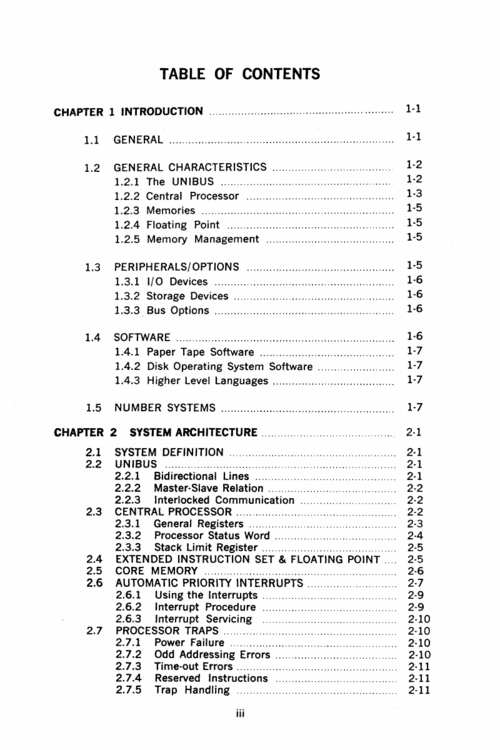 TABLE OF CONTENTS
CHAPTER 1 INTRODUCTION 1-1
1.1 GENERAL 1-1
1.2 GENERAL CHARACTERISTICS 1-2
1.2.1 The UNIBUS 1-2
1.2.2 Central Processor 1-3
1.2.3 Memories 1-5
1.2.4 Floating Point 1-5
1.2.5 Memory Management 1-5
1.3 PERIPHERALS/OPTIONS 1-5
1.3.1 I/O Devices 1-6
1.3.2 Storage Devices 1-6
1.3.3 Bus Options 1-6
1.4 SOFTWARE 1-6
1.4.1 Paper Tape Software 1-7
1.4.2 Disk Operating System Software 1-7
1.4.3 Higher Level Languages 1-7
1.5 NUMBER SYSTEMS 1-7
CHAPTER 2 SYSTEM ARCHITECTURE 2-1
2.1 SYSTEM DEFINITION 2-1
2.2 UNIBUS 2-1
2.2.1 Bidirectional Lines 2-1
2.2.2 Master-Slave Relation 2-2
2.2.3 Interlocked Communication 2-2
2.3 CENTRAL PROCESSOR 2-2
2.3.1 General Registers 2-3
2.3.2 Processor Status Word 2-4
2.3.3 Stack Limit Register 2-5
2.4 EXTENDED INSTRUCTION SET & FLOATING POINT 2-5
2.5 CORE MEMORY 2-6
2.6 AUTOMATIC PRIORITY INTERRUPTS 2-7
2.6.1 Using the Interrupts 2-9
2.6.2 Interrupt Procedure 2-9
2.6.3 Interrupt Servicing 2-10
2.7 PROCESSOR TRAPS 2-10
2.7.1 Power Failure 2-10
2.7.2 Odd Addressing Errors 2-10
2.7.3 Time-out Errors 2-11
2.7.4 Reserved Instructions 2-11
2.7.5 Trap Handling 2-11
iii